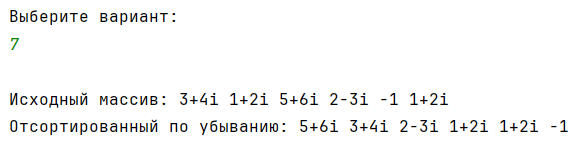 Выберите вариант:
7
Исходный массив: 3+4i 1+2i 5+6i 2-3i -1 1+2i
Отсортированный по убыванию: 5+6i 3+4i 2-3i 1+2i 1+2i -1